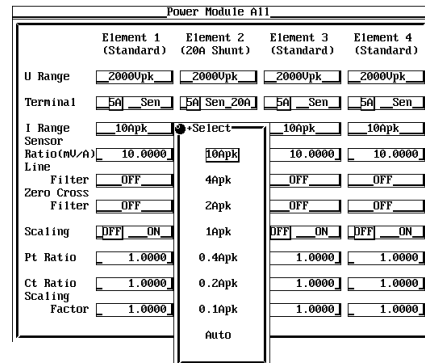 Power Module All
Element 1 Element 2 Element 3 Element 4
(Standard) (20A Shunt) (Standard) (Standard)
U Range 2000Vpk 2000Vpk 2000Vpk 2000Vpk
Terminal 5A Sen 5A Sen 20A 5A Sen 5A Sen
I Range 10Apk +Select 10Apk 10Apk
Sensor
Ratio(mV/A) 10.0000 10Apk 10.0000 10.0000
Line
Filter OFF 4Apk OFF OFF
Zero Cross
Filter OFF 2Apk OFF OFF
Scaling OFF ON 1Apk OFF ON OFF ON
Pt Ratio 1.0000 0.4Apk 1.0000 1.0000
Ct Ratio 1.0000 0.2Apk 1.0000 1.0000
Scaling
Factor 1.0000 0.1Apk 1.0000 1.0000
Auto